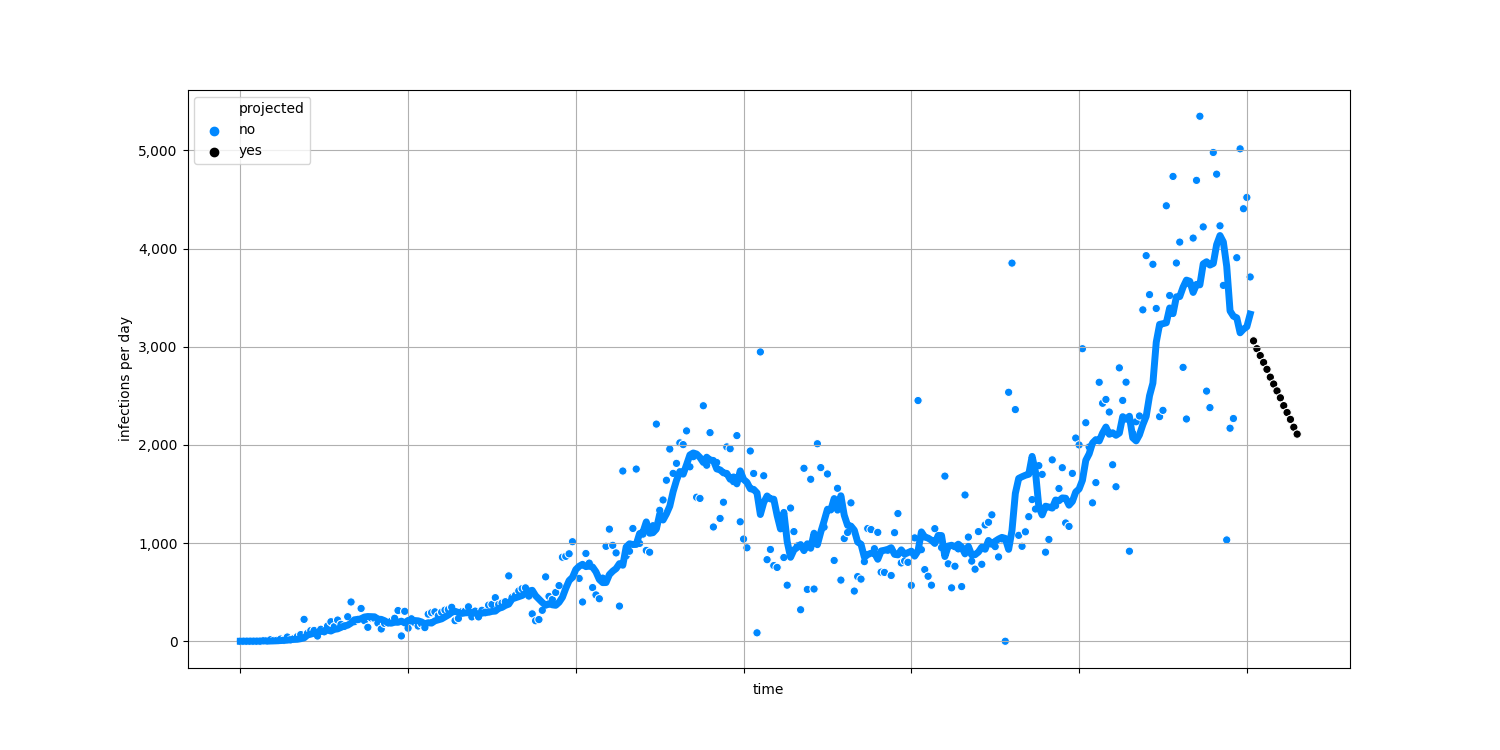 projected
no
yes
5,000
4,000
3,000
2,000
1,000
0
infections per day
time